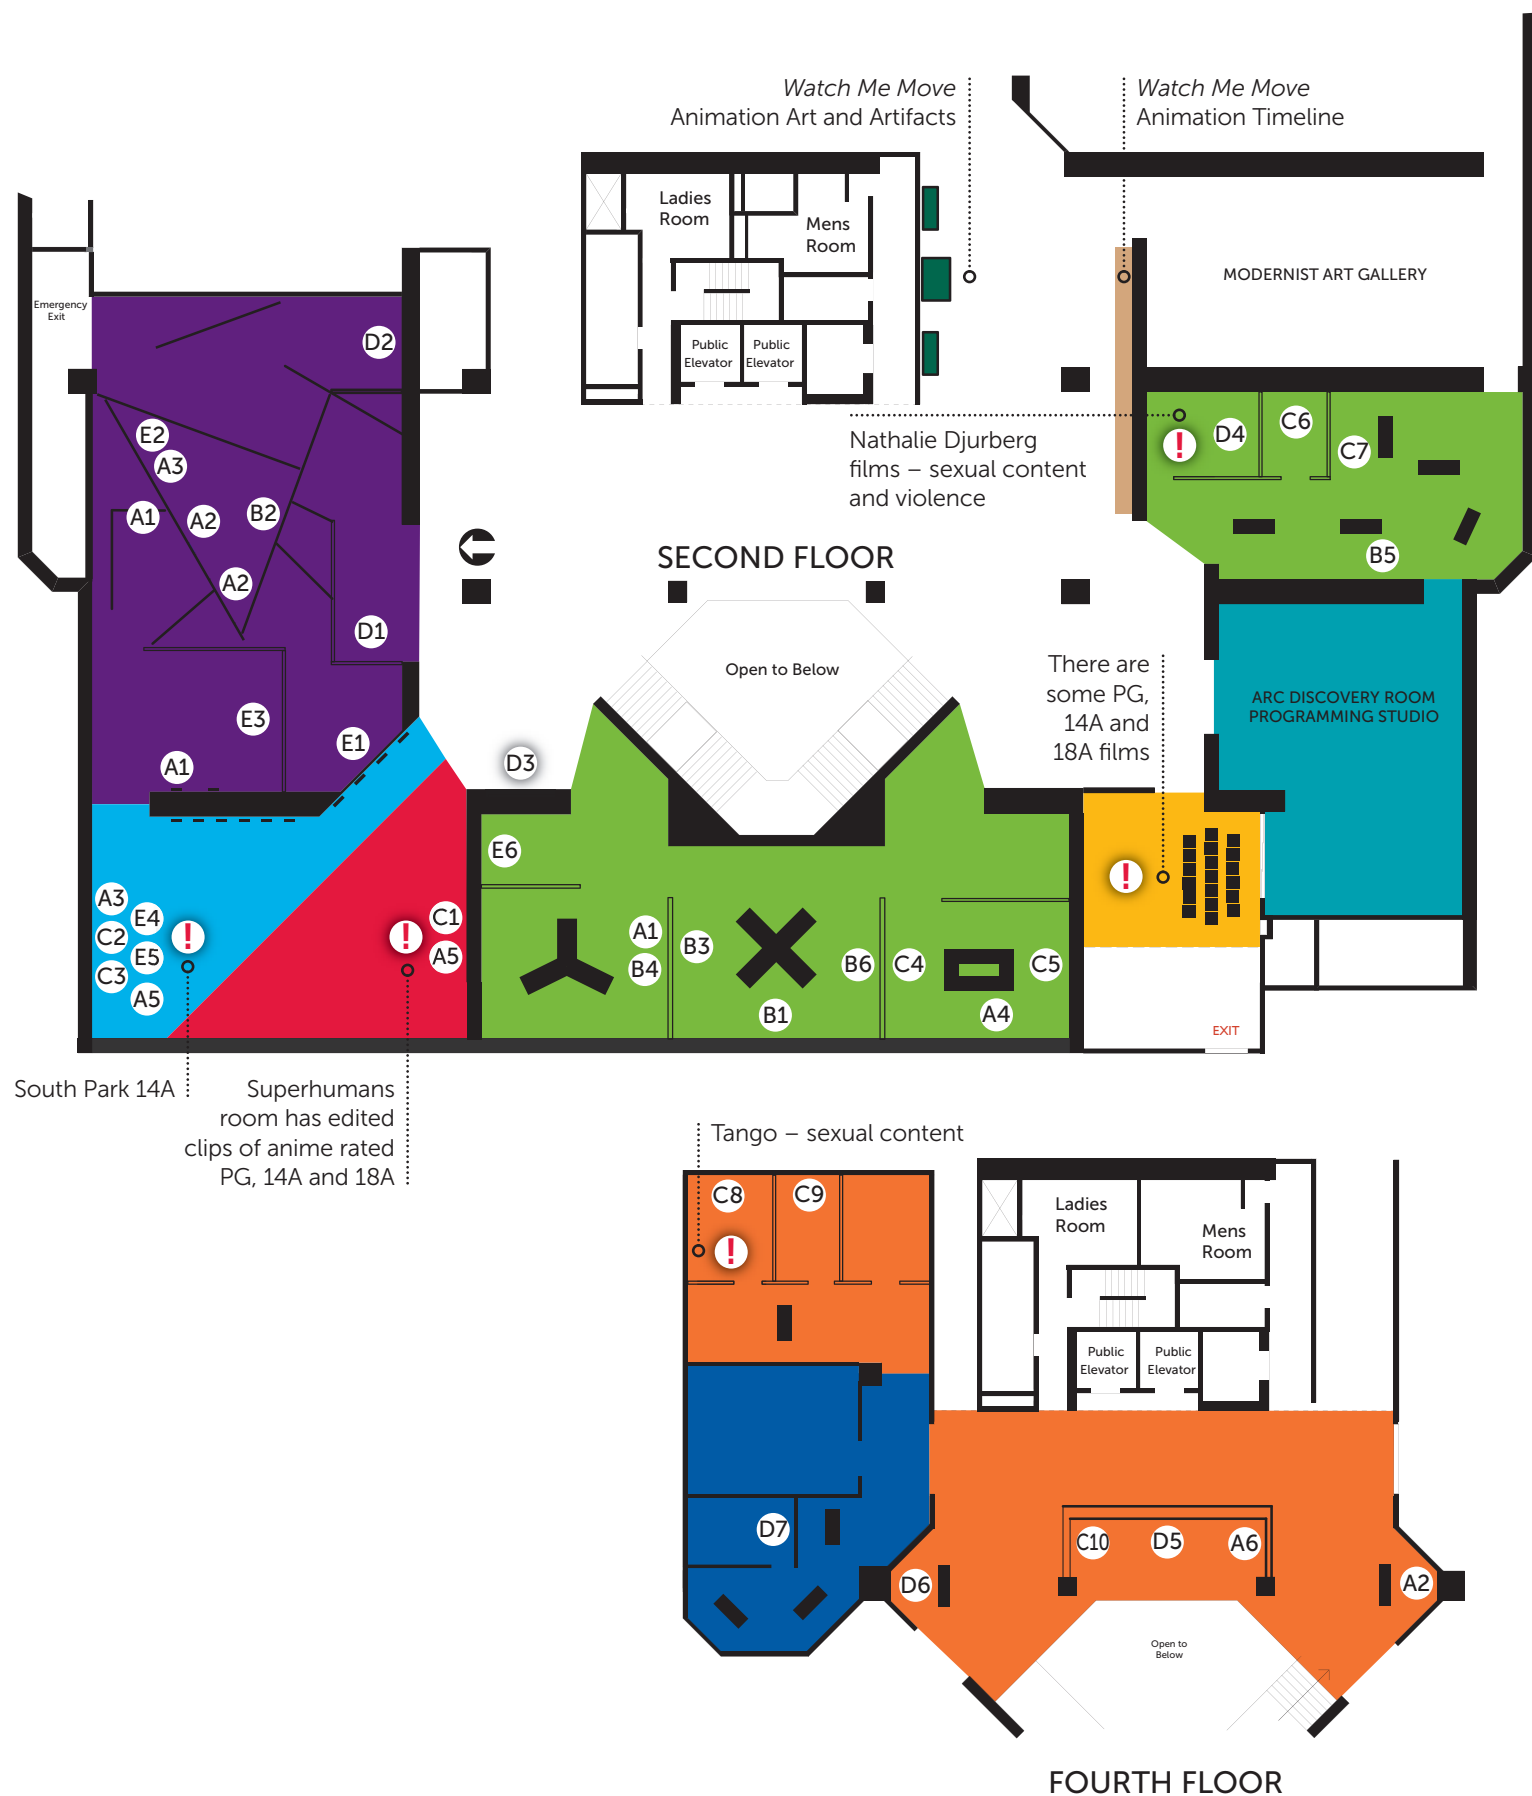 Watch Me Move
Animation Art and Artifacts
Watch Me Move
Animation Timeline
Ladies
Room
Mens
Room
Public
Elevator
Public
Elevator
MODERNIST ART GALLERY
Emergency
Exit
D2
E2
A3
A1
A2
B2
A2
D1
E3
E1
A1
Nathalie Djurberg
films – sexual content
and violence
!
D4
C6
C7
B5
SECOND FLOOR
Open to Below
There are
some PG,
14A and
18A films
ARC DISCOVERY ROOM
PROGRAMMING STUDIO
D3
E6
A3
E4
C2
E5
C3
A5
!
!
C1
A5
A1
B4
B3
B1
B6
C4
C5
A4
!
EXIT
South Park 14A
Superhumans
room has edited
clips of anime rated
PG, 14A and 18A
Tango – sexual content
C8
C9
!
Ladies
Room
Mens
Room
Public
Elevator
Public
Elevator
D7
D6
C10
D5
A6
A2
Open to
Below
FOURTH FLOOR